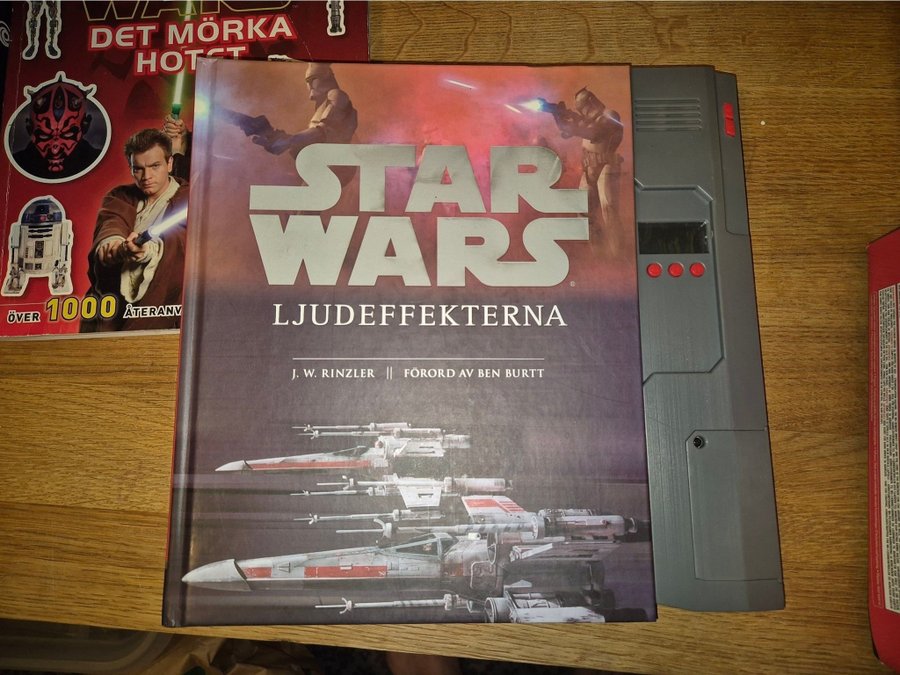 WARS
DET MÖRKA
HOTET
ÖVER 1000 ÅTERANV
STAR
WARS
®
LJUDEFFEKTERNA
J. W. RINZLER || FÖRORD AV BEN BURTT